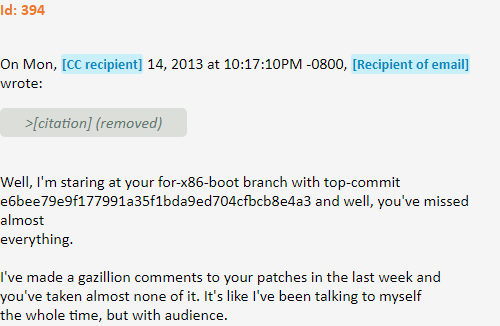 Id: 394
On Mon, [CC recipient] 14, 2013 at 10:17:10PM -0800, [Recipient of email]
wrote:
>[citation] (removed)
Well, I'm staring at your for-x86-boot branch with top-commit
e6bee79e9f177991a35f1bda9ed704cfbcb8e4a3 and well, you've missed
almost
everything.
I've made a gazillion comments to your patches in the last week and
you've taken almost none of it. It's like I've been talking to myself
the whole time, but with audience.